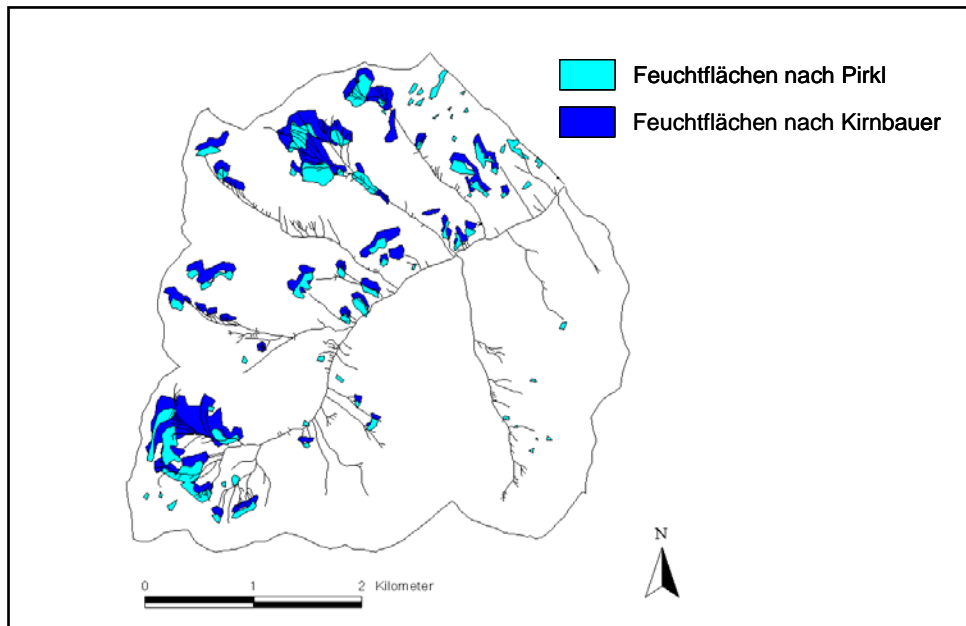 Feuchtflächen nach Pirkl
Feuchtflächen nach Kirnbauer
N
0 1 2 Kilometer